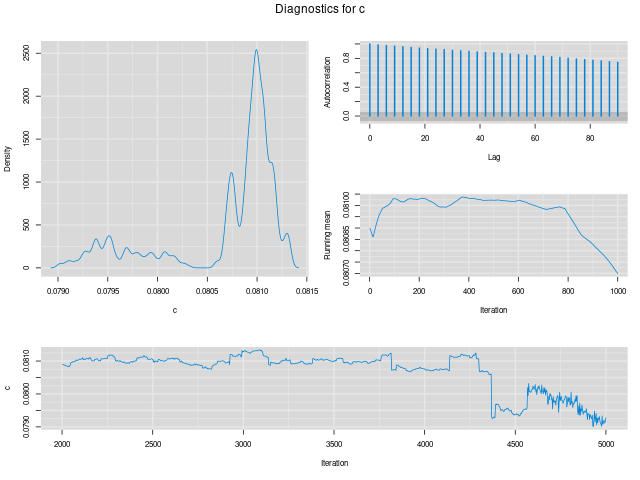 Diagnostics for c
Density
0 500 1000 1500 2000 2500
0.0790 0.0795 0.0800 0.0805 0.0810 0.0815
c
Autocorrelation
0.0 0.4 0.8
0 20 40 60 80
Lag
Running mean
0.08070 0.08085 0.08100
0 200 400 600 800 1000
Iteration
c
0.0790 0.0800 0.0810
2000 2500 3000 3500 4000 4500 5000
Iteration